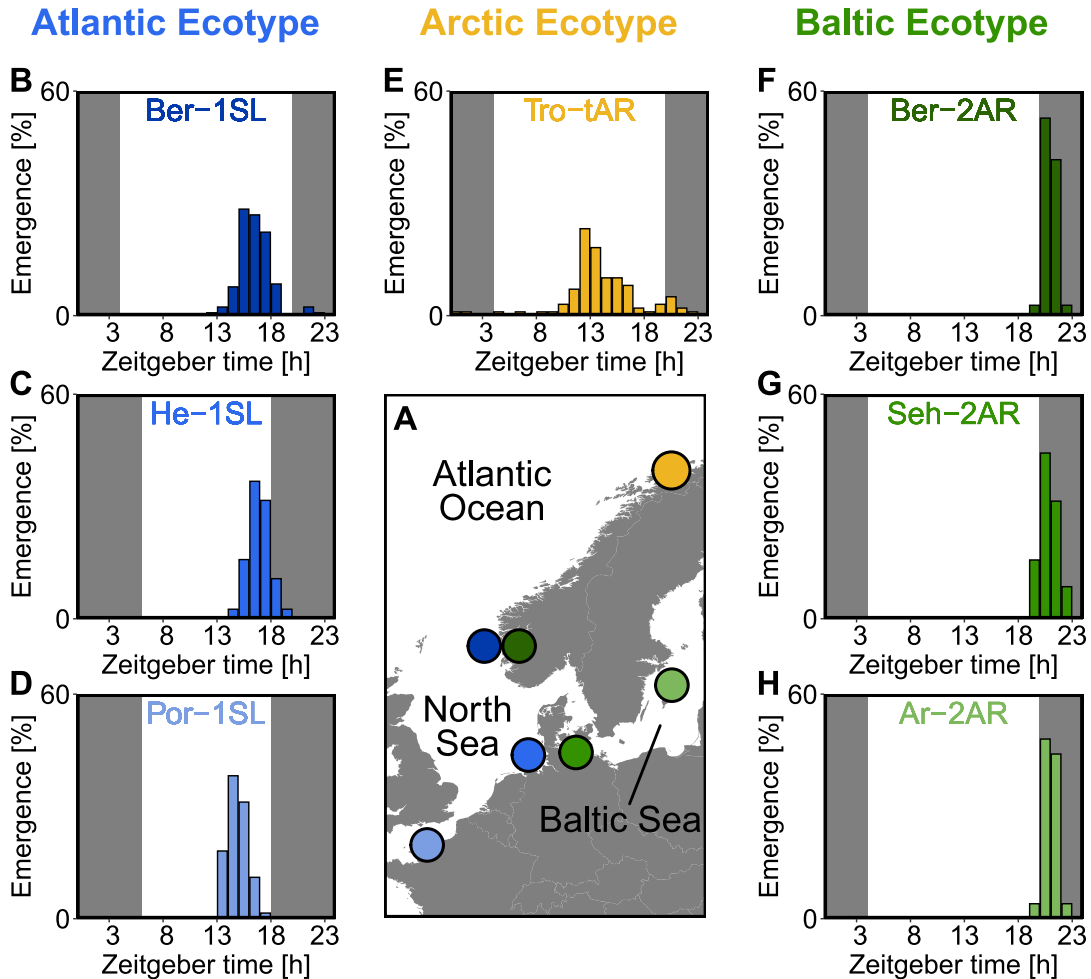 Atlantic Ecotype
Arctic Ecotype
Baltic Ecotype
B
60
Ber−1SL
Emergence [%]
0
3 8 13 18 23
Zeitgeber time [h]
E
60
Tro−tAR
Emergence [%]
0
3 8 13 18 23
Zeitgeber time [h]
F
60
Ber−2AR
Emergence [%]
0
3 8 13 18 23
Zeitgeber time [h]
C
60
He−1SL
Emergence [%]
0
3 8 13 18 23
Zeitgeber time [h]
A
Atlantic
Ocean
North
Sea
Baltic Sea
G
60
Seh−2AR
Emergence [%]
0
3 8 13 18 23
Zeitgeber time [h]
D
60
Por−1SL
Emergence [%]
0
3 8 13 18 23
Zeitgeber time [h]
H
60
Ar−2AR
Emergence [%]
0
3 8 13 18 23
Zeitgeber time [h]